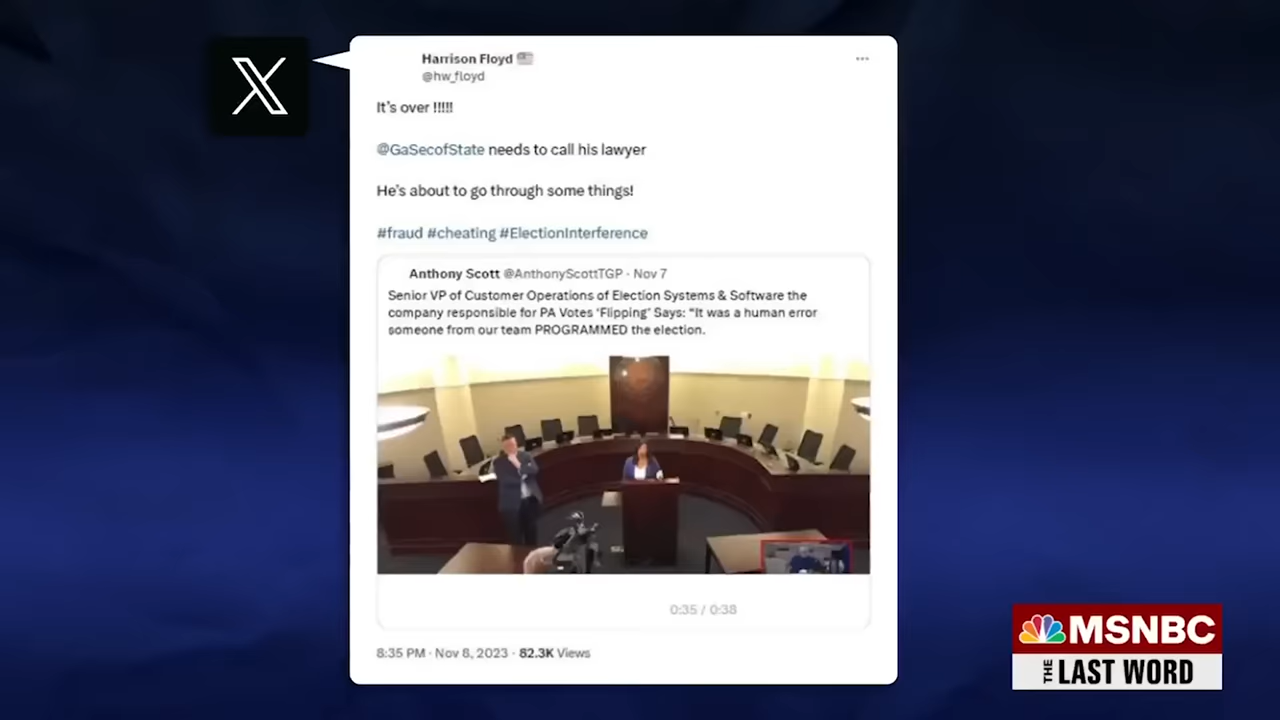 X
Harrison Floyd
@hw_floyd
It's over !!!!!
@GaSecofState needs to call his lawyer
He's about to go through some things!
#fraud #cheating #ElectionInterference
Anthony Scott @AnthonyScottTGP · Nov 7
Senior VP of Customer Operations of Election Systems & Software the
company responsible for PA Votes 'Flipping' Says: "It was a human error
someone from our team PROGRAMMED the election.
0:35 / 0:38
8:35 PM · Nov 8, 2023 · 82.3K Views
MSNBC
THE LAST WORD